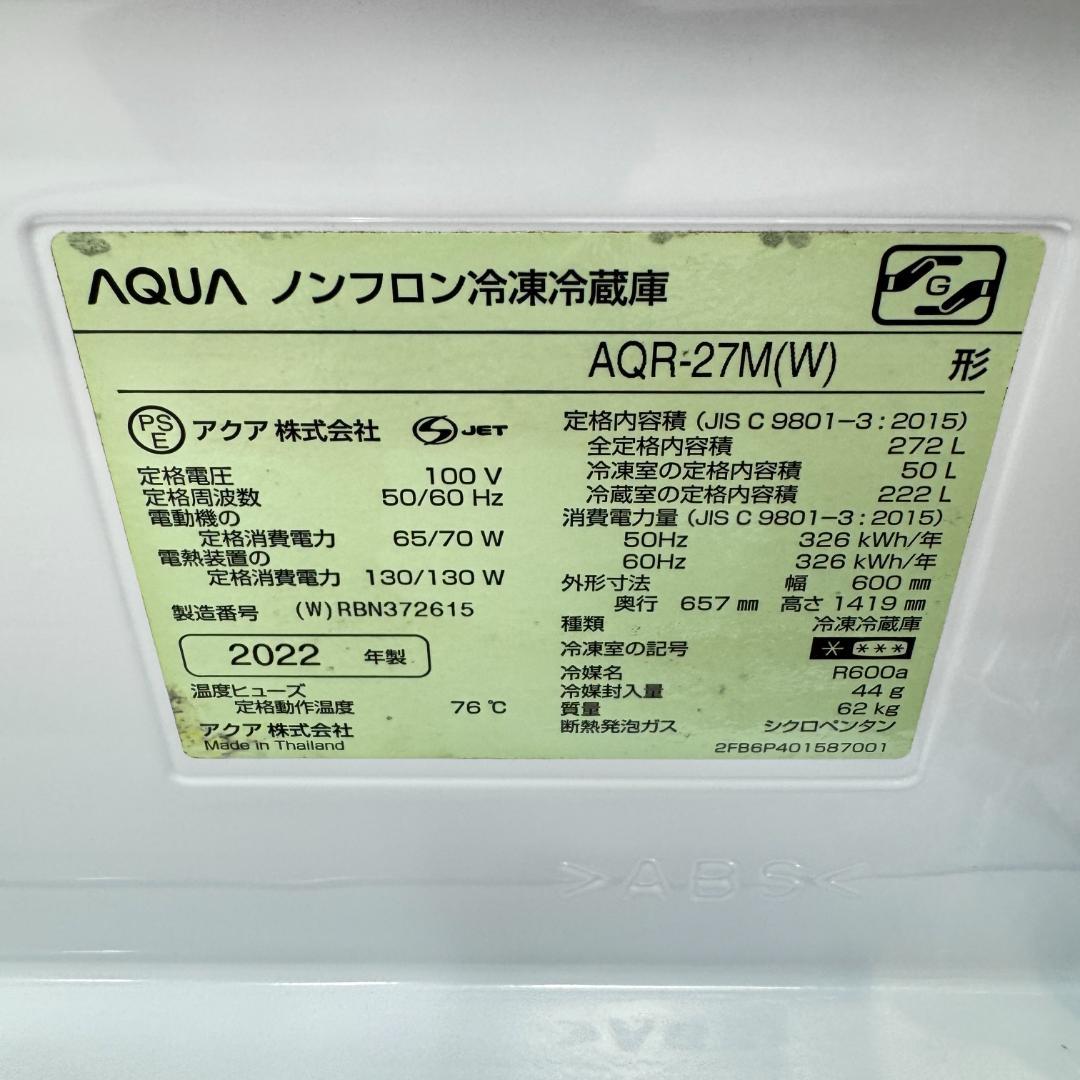 AQUA ノンフロン冷凍冷蔵庫
G
AQR-27M(W) 形
PS E アクア 株式会社 S JET
定格電圧 100 V
定格周波数 50/60 Hz
電動機の
定格消費電力 65/70 W
電熱装置の
定格消費電力 130/130 W
製造番号 (W)RBN372615
2022 年製
温度ヒューズ
定格動作温度 76 ℃
アクア 株式会社
Made in Thailand
定格内容積 (JIS C 9801-3:2015)
全定格内容積 272 L
冷凍室の定格内容積 50 L
冷蔵室の定格内容積 222 L
消費電力量 (JIS C 9801-3:2015)
50Hz 326 kWh/年
60Hz 326 kWh/年
外形寸法 幅 600 ㎜
奥行 657 ㎜ 高さ 1419 ㎜
種類 冷凍冷蔵庫
冷凍室の記号 * ***
冷媒名 R600a
冷媒封入量 44 g
質量 62 kg
断熱発泡ガス シクロペンタン
2FB6P401587001
>ABS<